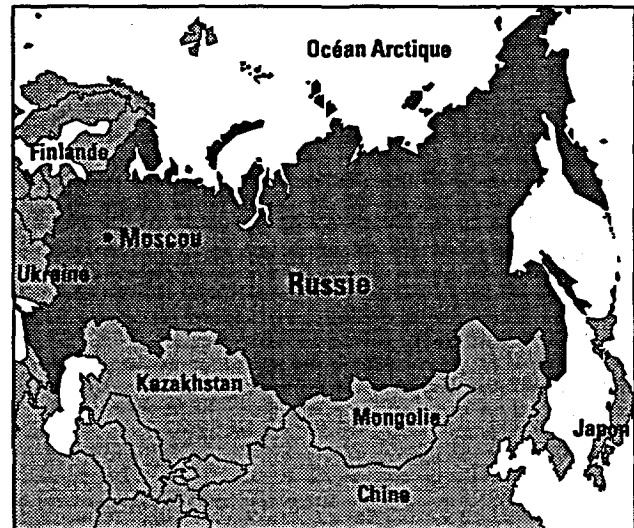 Océan Arctique
Finlande
Moscou
Ukraine
Russie
Kazakhstan
Mongolie
Japon
Chine